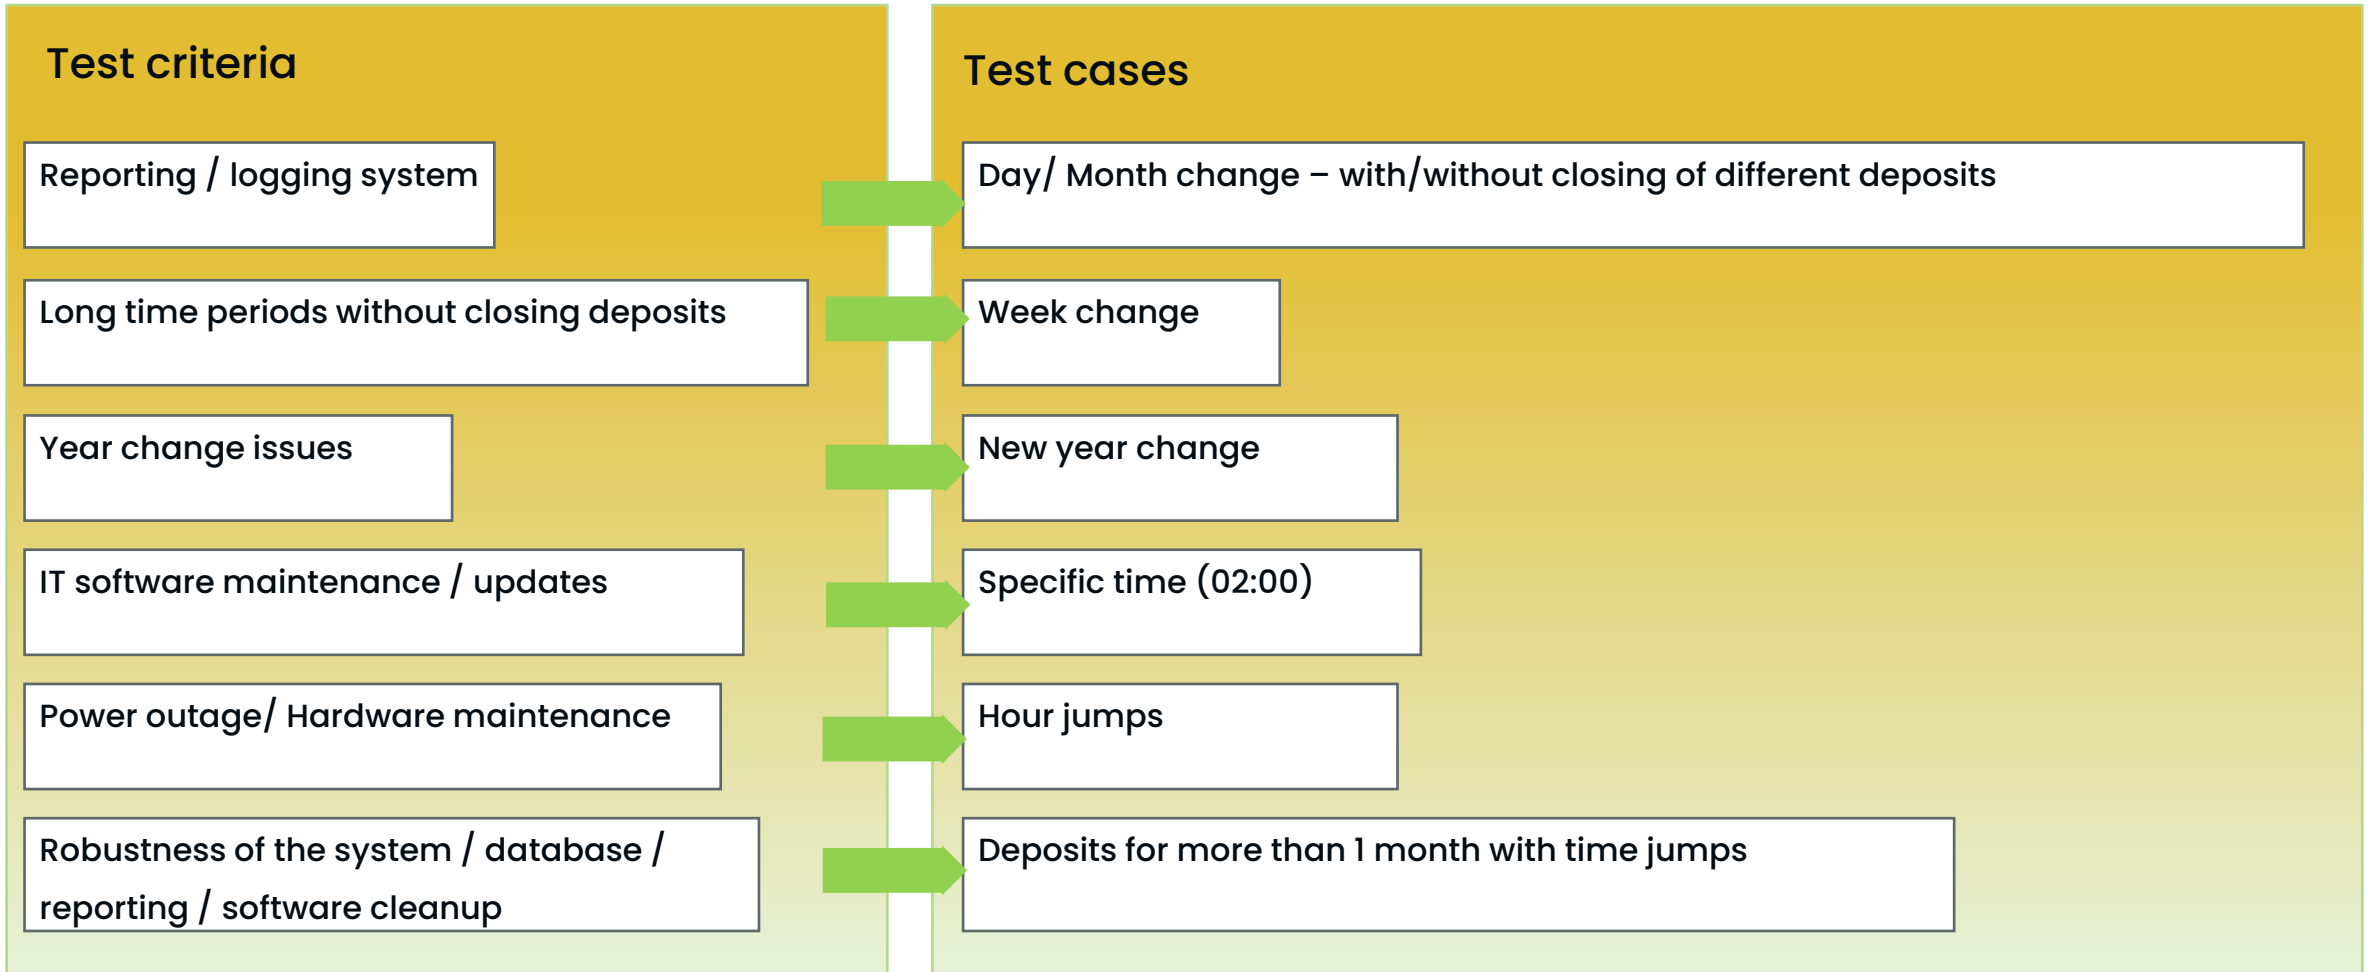 Test criteria
Reporting / logging system
Long time periods without closing deposits
Year change issues
IT software maintenance / updates
Power outage/ Hardware maintenance
Robustness of the system / database /
reporting / software cleanup
Test cases
Day/ Month change – with/without closing of different deposits
Week change
New year change
Specific time (02:00)
Hour jumps
Deposits for more than 1 month with time jumps